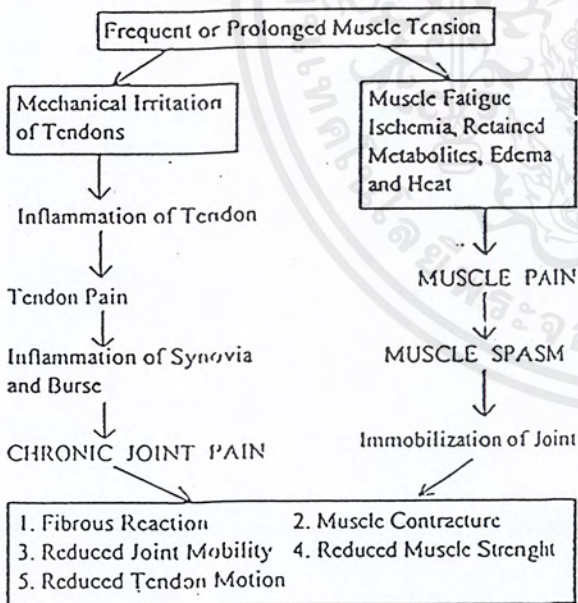 Frequent or Prolonged Muscle Tension
Mechanical Irritation
of Tendons
Inflammation of Tendon
Tendon Pain
Inflammation of Synovia
and Burse
CHRONIC JOINT PAIN
Muscle Fatigue
Ischemia, Retained
Metabolites, Edema
and Heat
MUSCLE PAIN
MUSCLE SPASM
Immobilization of Joint
1. Fibrous Reaction 2. Muscle Contracture
3. Reduced Joint Mobility 4. Reduced Muscle Strenght
5. Reduced Tendon Motion